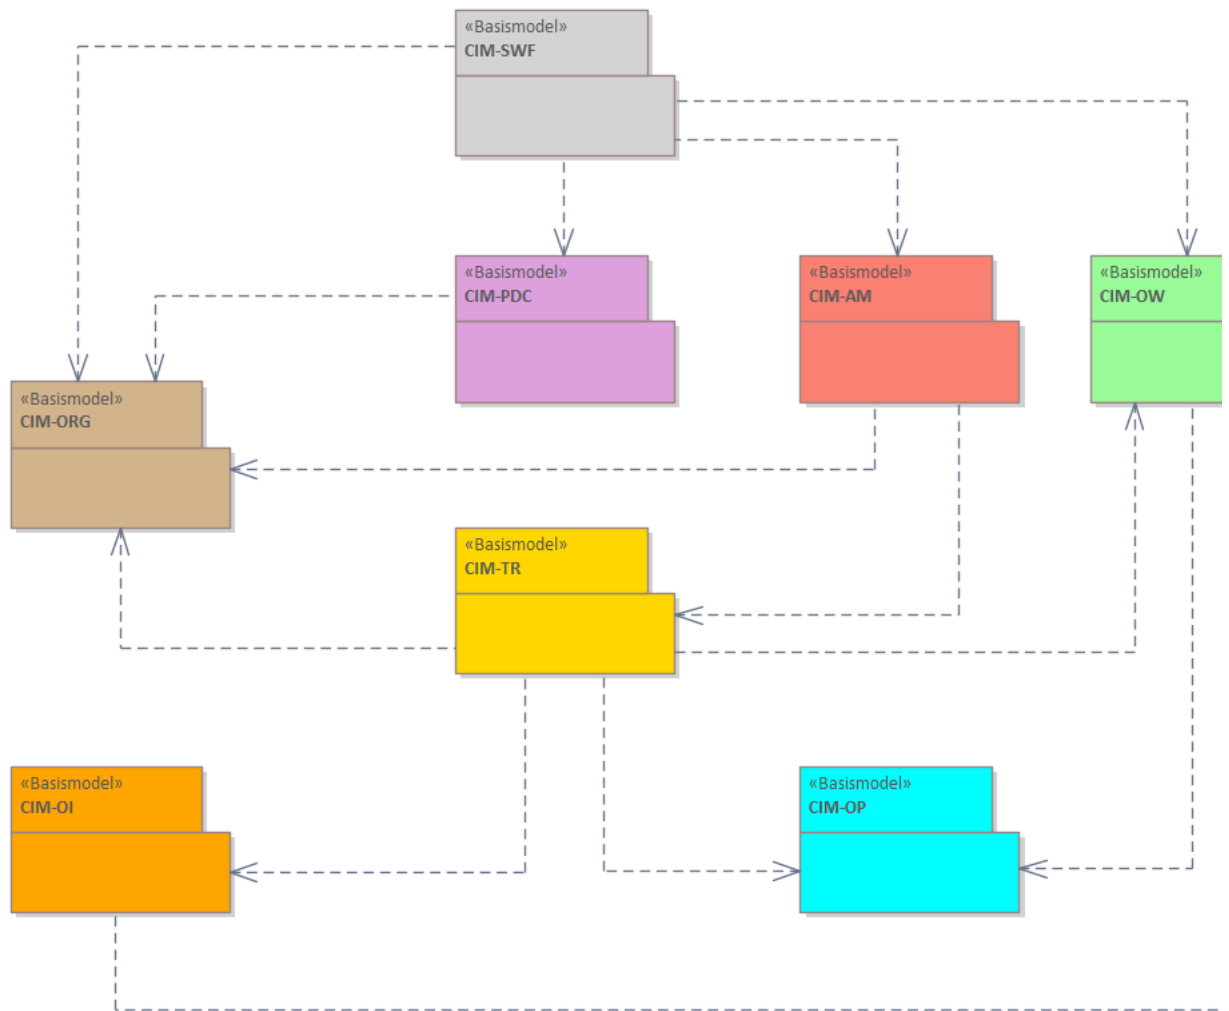 «Basismodel»
CIM-SWF
«Basismodel»
CIM-PDC
«Basismodel»
CIM-AM
«Basismodel»
CIM-OW
«Basismodel»
CIM-ORG
«Basismodel»
CIM-TR
«Basismodel»
CIM-OI
«Basismodel»
CIM-OP